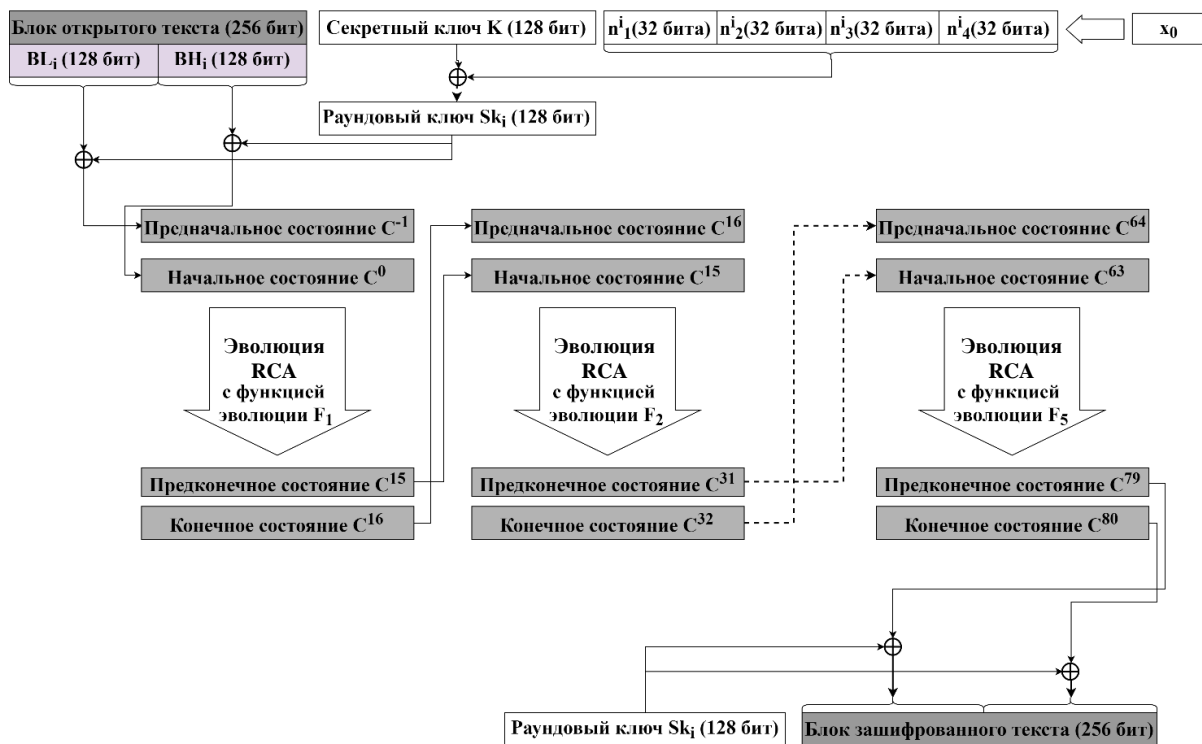 Блок открытого текста (256 бит)
BLi (128 бит) BHi (128 бит)
Секретный ключ K (128 бит)
ni1(32 бита) ni2(32 бита) ni3(32 бита) ni4(32 бита)
x0
Раундовый ключ Ski (128 бит)
Предначальное состояние C-1
Начальное состояние C0
Эволюция
RCA
с функцией
эволюции F1
Предконечное состояние C15
Конечное состояние C16
Предначальное состояние C16
Начальное состояние C15
Эволюция
RCA
с функцией
эволюции F2
Предконечное состояние C31
Конечное состояние C32
Предначальное состояние C64
Начальное состояние C63
Эволюция
RCA
с функцией
эволюции F5
Предконечное состояние C79
Конечное состояние C80
Раундовый ключ Ski (128 бит)
Блок зашифрованного текста (256 бит)